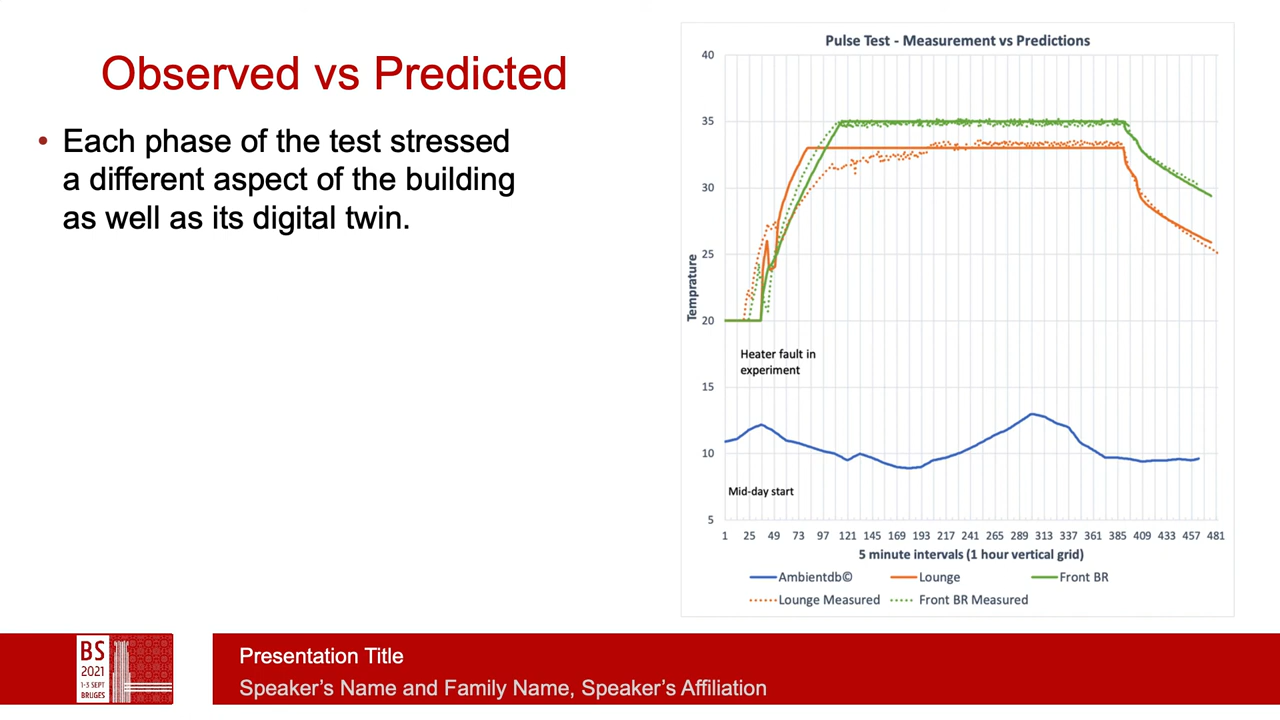 Observed vs Predicted
• Each phase of the test stressed
a different aspect of the building
as well as its digital twin.
Pulse Test - Measurement vs Predictions
40
35
30
25
20
15
10
5
Temprature
Heater fault in
experiment
Mid-day start
1 25 49 73 97 121 145 169 193 217 241 265 289 313 337 361 385 409 433 457 481
5 minute intervals (1 hour vertical grid)
Ambientdb© Lounge Front BR
Lounge Measured Front BR Measured
BS
2021
1-3 SEPT
BRUGES
Presentation Title
Speaker's Name and Family Name, Speaker's Affiliation